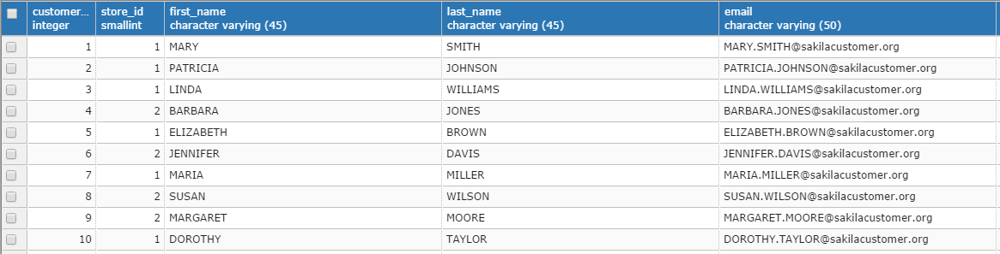 customer... store_id first_name last_name email
integer smallint character varying (45) character varying (45) character varying (50)
1 1 MARY SMITH MARY.SMITH@sakilacustomer.org
2 1 PATRICIA JOHNSON PATRICIA.JOHNSON@sakilacustomer.org
3 1 LINDA WILLIAMS LINDA.WILLIAMS@sakilacustomer.org
4 2 BARBARA JONES BARBARA.JONES@sakilacustomer.org
5 1 ELIZABETH BROWN ELIZABETH.BROWN@sakilacustomer.org
6 2 JENNIFER DAVIS JENNIFER.DAVIS@sakilacustomer.org
7 1 MARIA MILLER MARIA.MILLER@sakilacustomer.org
8 2 SUSAN WILSON SUSAN.WILSON@sakilacustomer.org
9 2 MARGARET MOORE MARGARET.MOORE@sakilacustomer.org
10 1 DOROTHY TAYLOR DOROTHY.TAYLOR@sakilacustomer.org